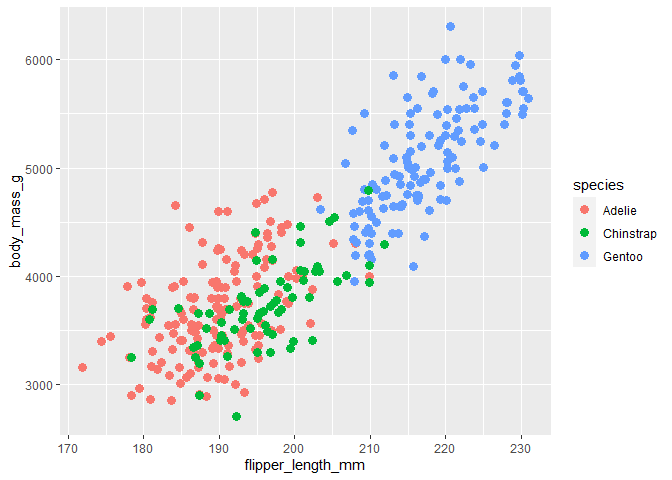 6000
5000
4000
3000
body_mass_g
170
180
190
200
210
220
230
flipper_length_mm
species
Adelie
Chinstrap
Gentoo